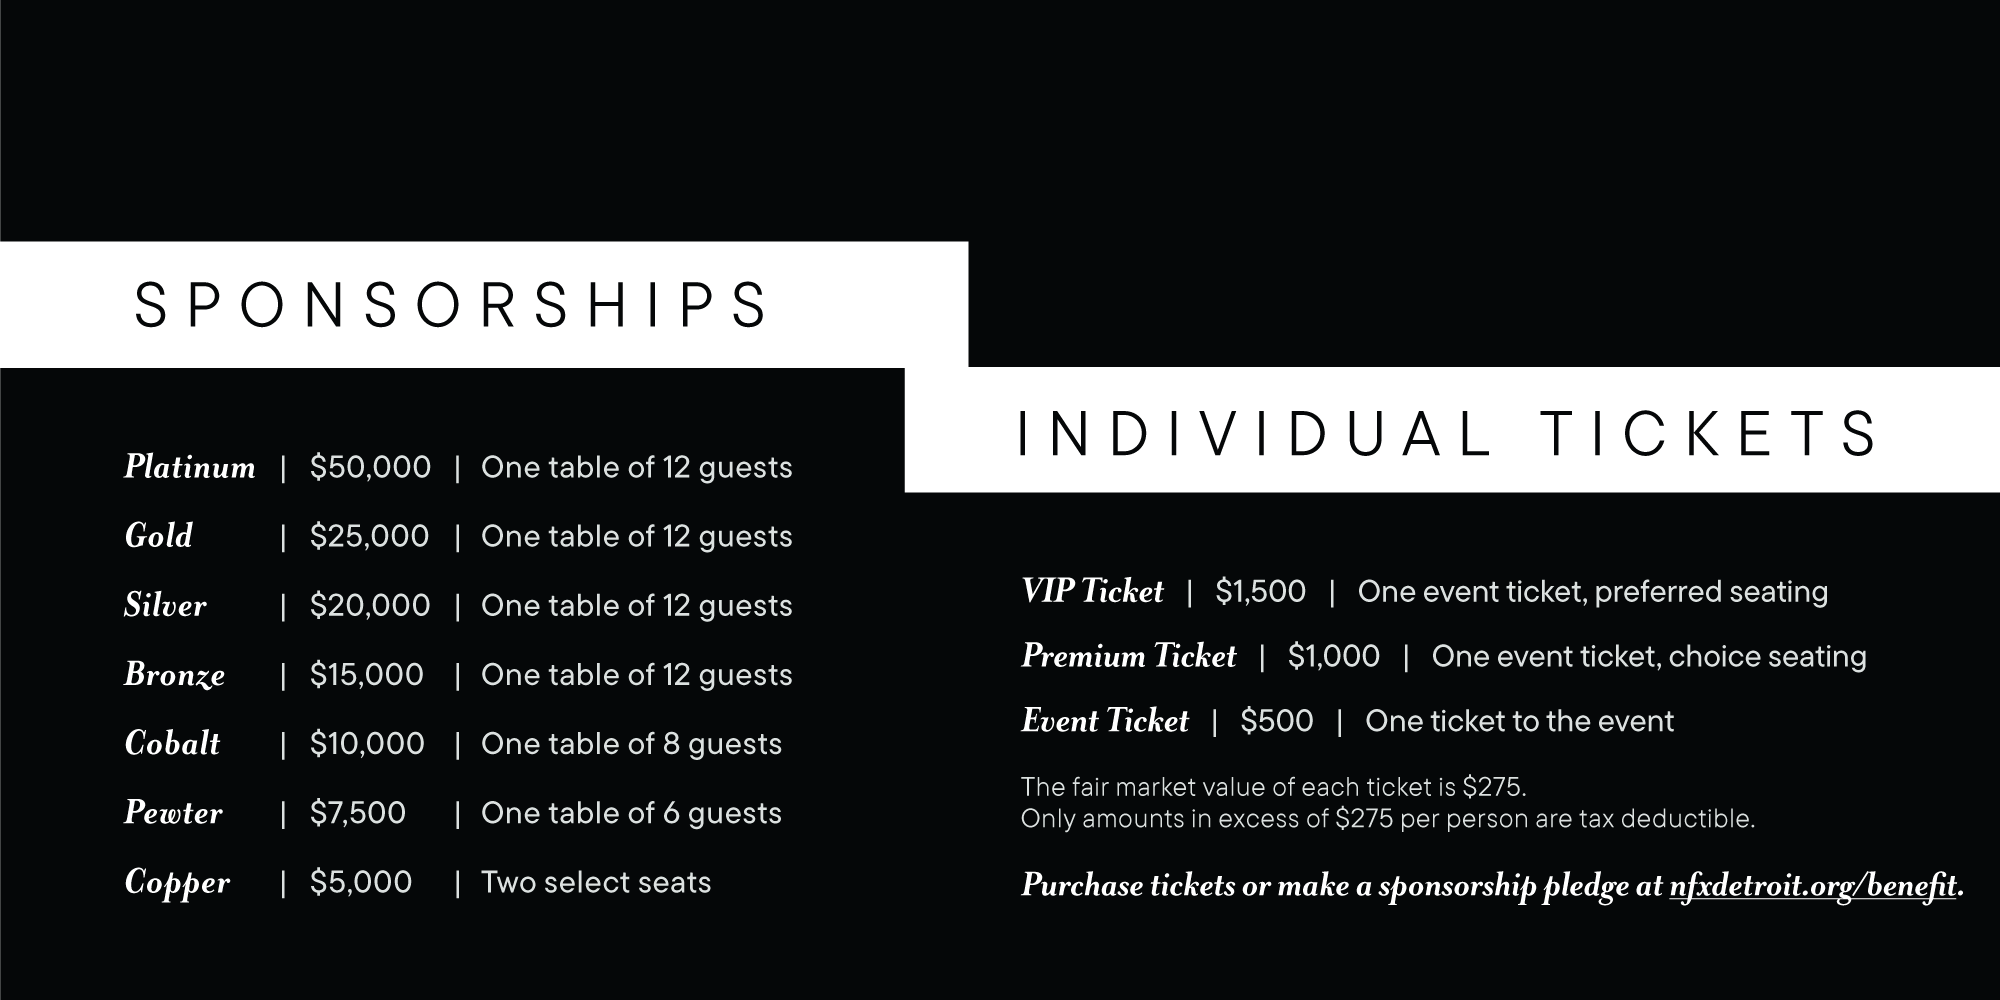 SPONSORSHIPS
Platinum | $50,000 | One table of 12 guests
Gold | $25,000 | One table of 12 guests
Silver | $20,000 | One table of 12 guests
Bronze | $15,000 | One table of 12 guests
Cobalt | $10,000 | One table of 8 guests
Pewter | $7,500 | One table of 6 guests
Copper | $5,000 | Two select seats
INDIVIDUAL TICKETS
VIP Ticket | $1,500 | One event ticket, preferred seating
Premium Ticket | $1,000 | One event ticket, choice seating
Event Ticket | $500 | One ticket to the event
The fair market value of each ticket is $275.
Only amounts in excess of $275 per person are tax deductible.
Purchase tickets or make a sponsorship pledge at nfxdetroit.org/benefit.